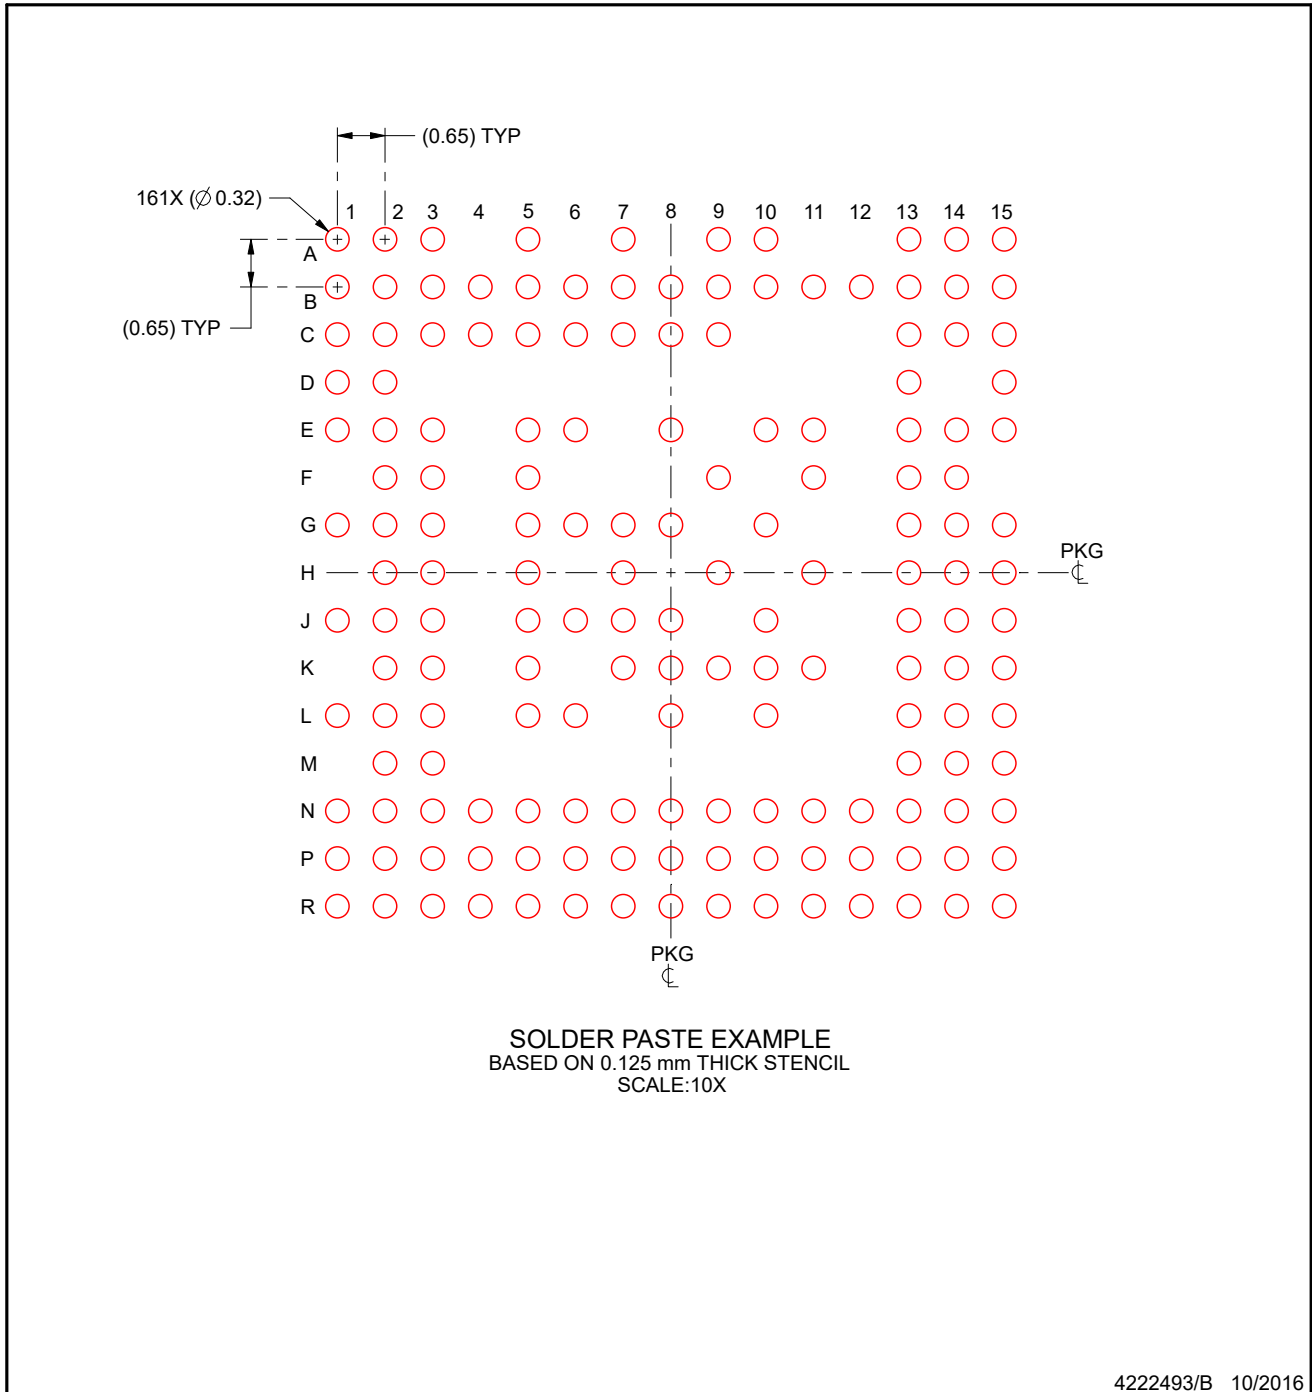 (0.65) TYP
161X (∅ 0.32)
1 2 3 4 5 6 7 8 9 10 11 12 13 14 15
A
B
(0.65) TYP
C
D
E
F
G
H
PKG
℄
J
K
L
M
N
P
R
PKG
℄
SOLDER PASTE EXAMPLE
BASED ON 0.125 mm THICK STENCIL
SCALE:10X
4222493/B 10/2016